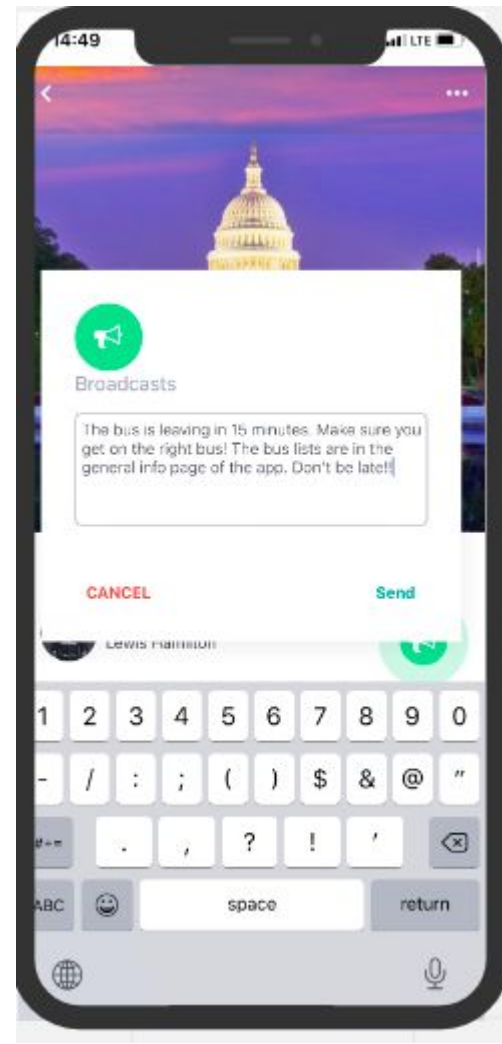 14:49
LTE
Broadcasts
The bus is leaving in 15 minutes. Make sure you
get on the right bus! The bus lists are in the
general info page of the app. Don't be late!!
CANCEL
Send
Lewis Hamilton
1 2 3 4 5 6 7 8 9 0
- / : ; ( ) $ & @ "
#+= . , ? ! '
ABC space return